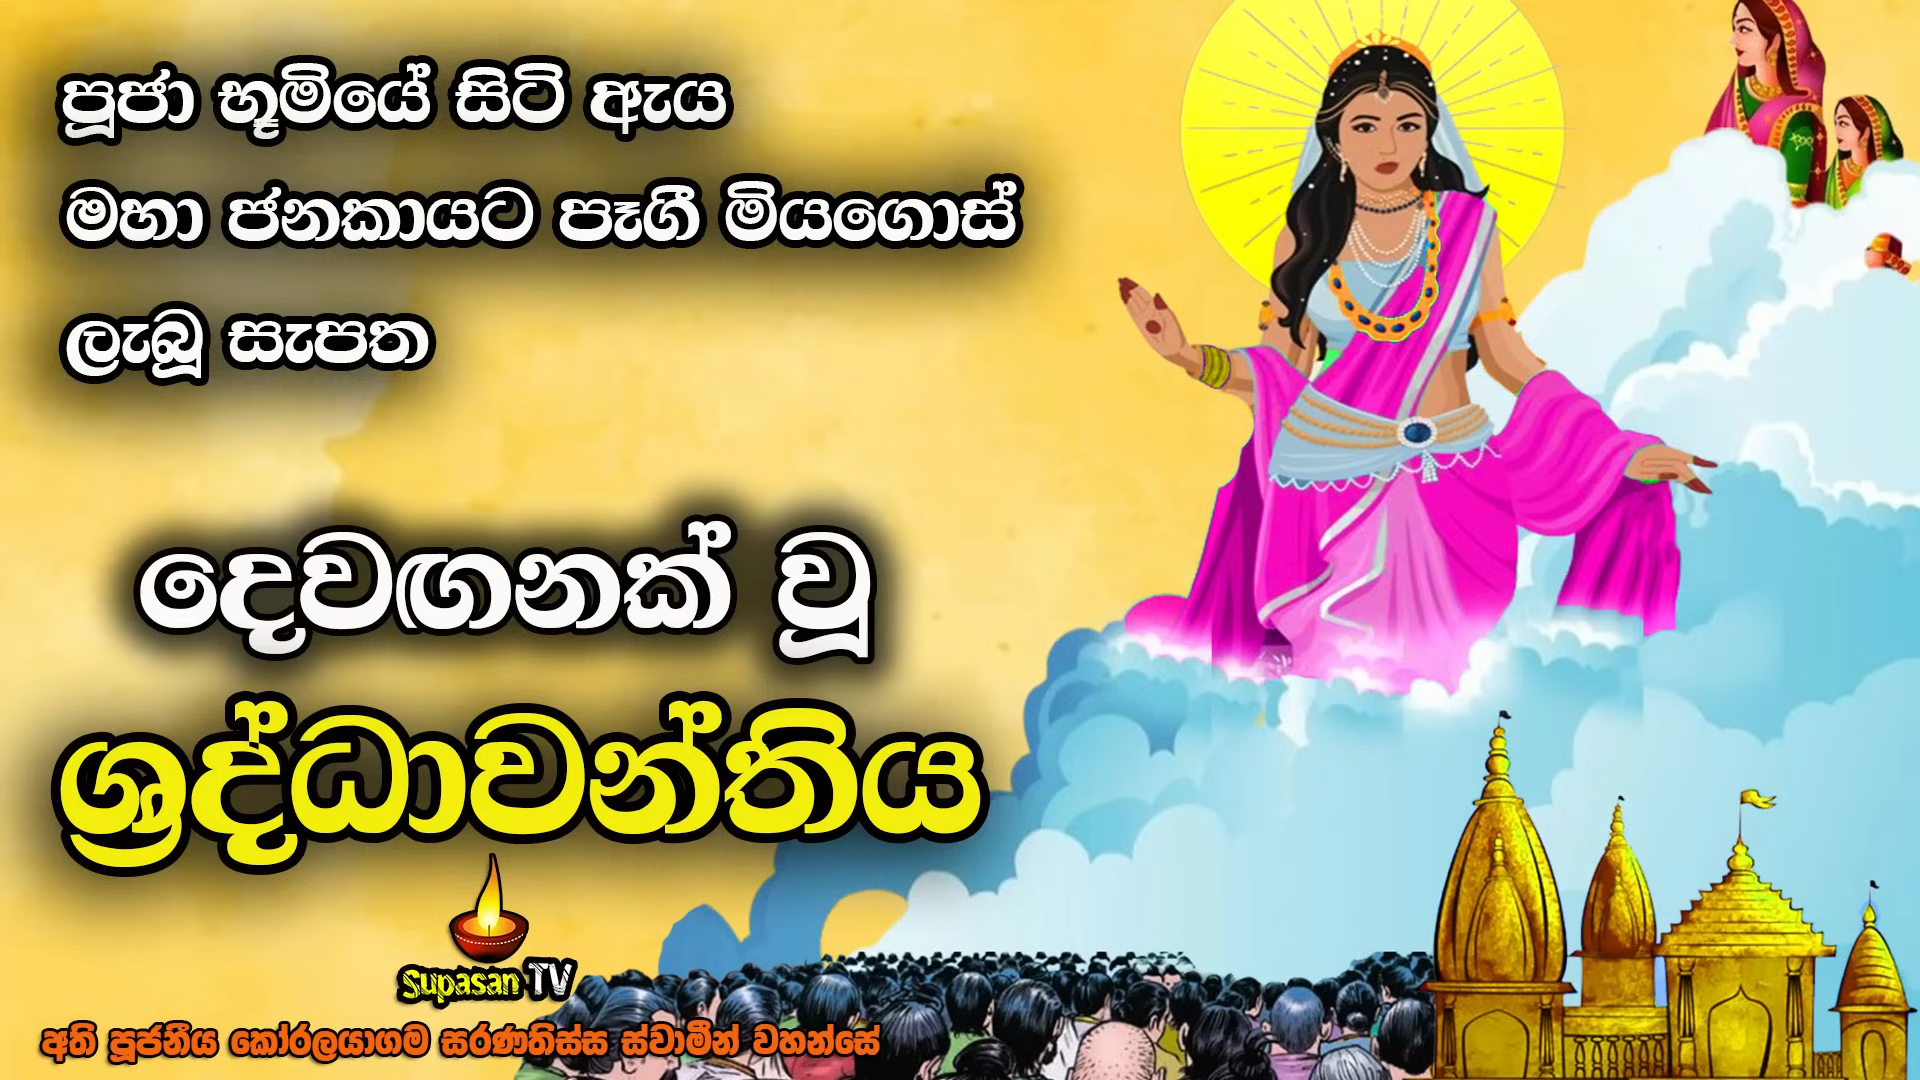 පූජා භූමියේ සිටි ඇය
මහා ජනකායට පෑගී මියගොස්
ලැබූ සැපත
දෙවඟනක් වූ
ශ්‍රද්ධාවන්තිය
Supasan TV
අති පූජනීය කෝරලයාගම සරණතිස්ස ස්වාමීන් වහන්සේ